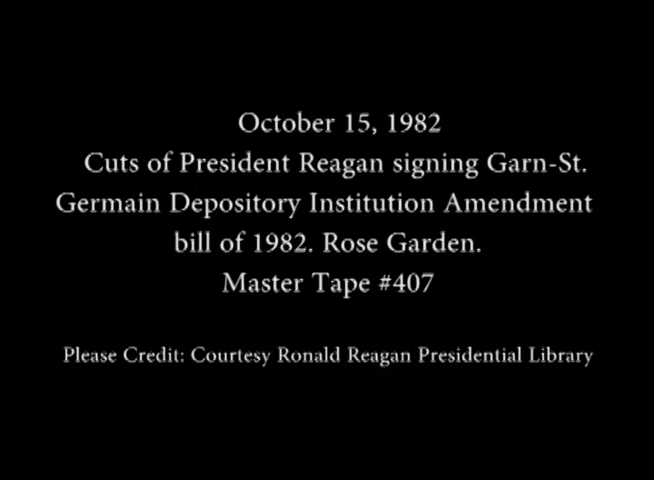 October 15, 1982
Cuts of President Reagan signing Garn-St.
Germain Depository Institution Amendment
bill of 1982. Rose Garden.
Master Tape #407
Please Credit: Courtesy Ronald Reagan Presidential Library